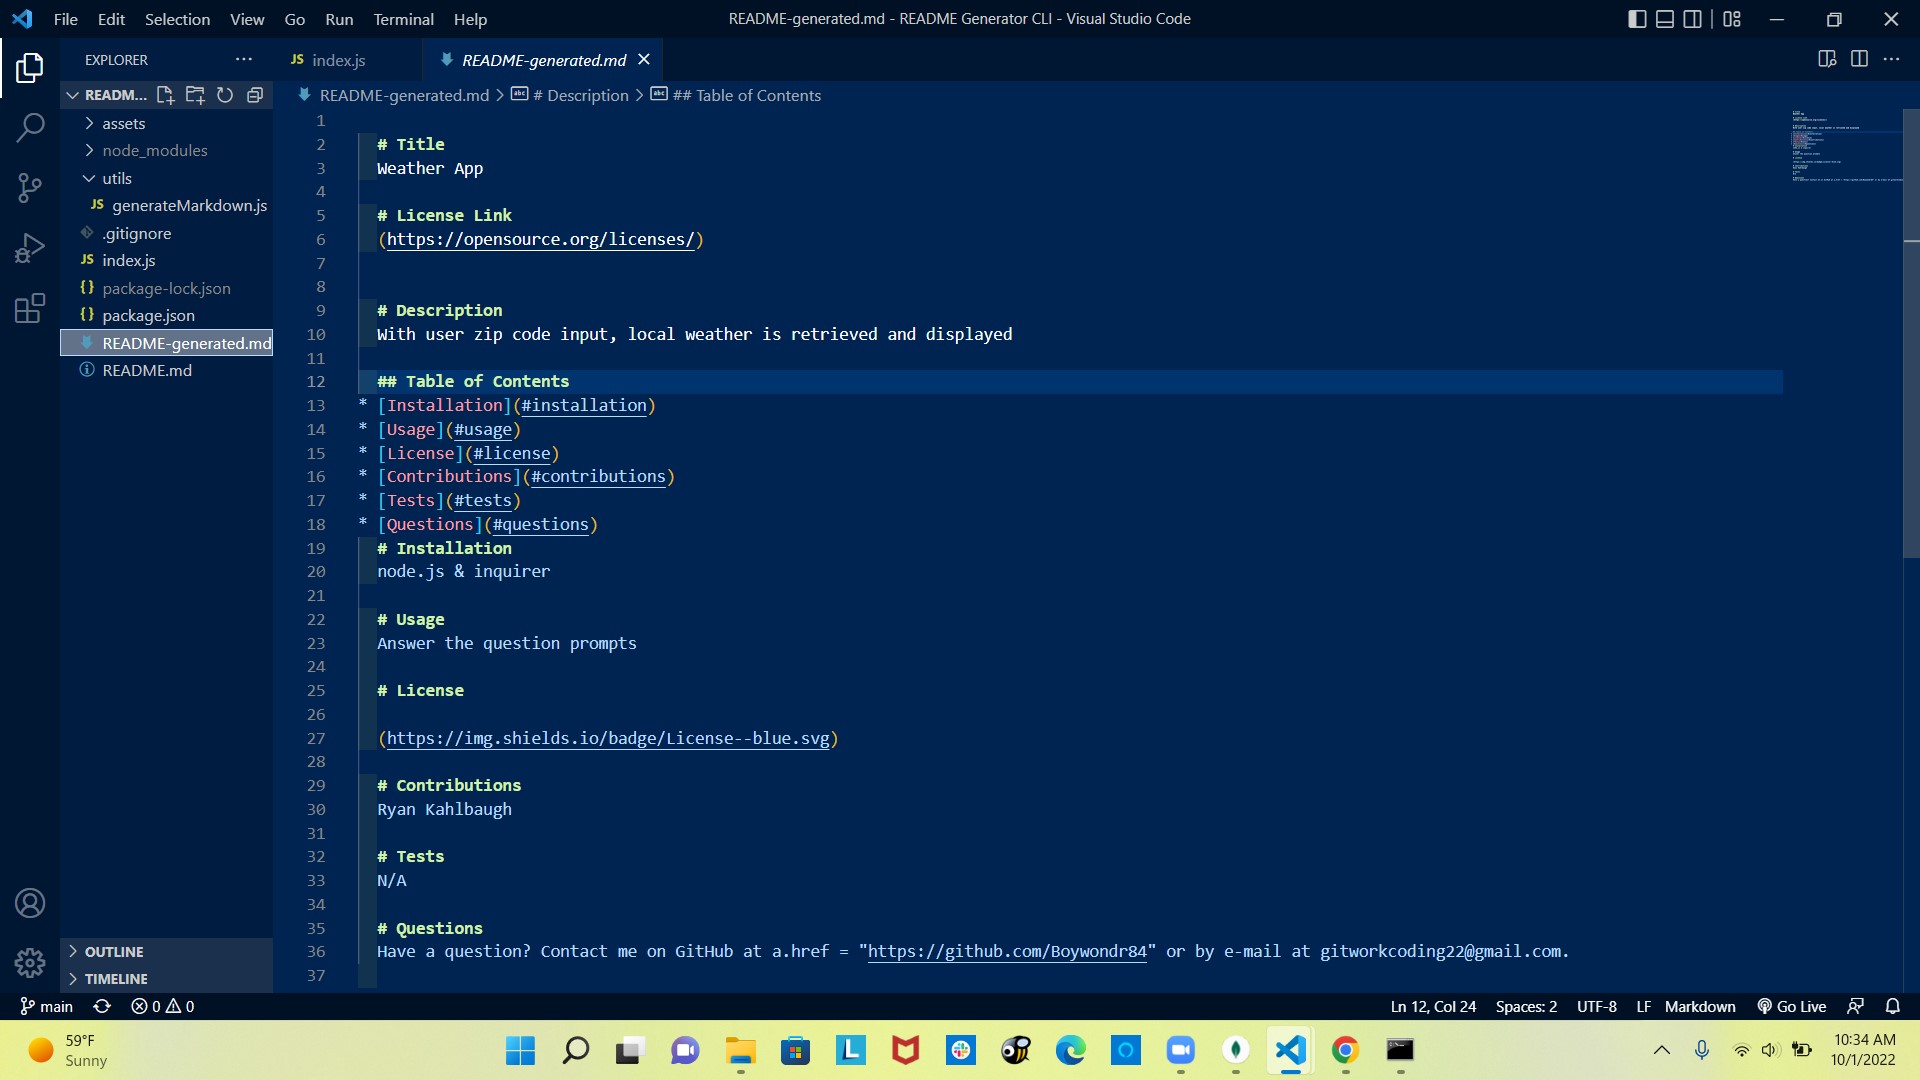 File Edit Selection View Go Run Terminal Help
README-generated.md - README Generator CLI - Visual Studio Code
EXPLORER
READM...
assets
node_modules
utils
JS generateMarkdown.js
.gitignore
JS index.js
{} package-lock.json
{} package.json
README-generated.md
README.md
OUTLINE
TIMELINE
JS index.js
README-generated.md
README-generated.md > # Description > ## Table of Contents
1
2 # Title
3 Weather App
4
5 # License Link
6 (https://opensource.org/licenses/)
7
8
9 # Description
10 With user zip code input, local weather is retrieved and displayed
11
12 ## Table of Contents
13 * [Installation](#installation)
14 * [Usage](#usage)
15 * [License](#license)
16 * [Contributions](#contributions)
17 * [Tests](#tests)
18 * [Questions](#questions)
19 # Installation
20 node.js & inquirer
21
22 # Usage
23 Answer the question prompts
24
25 # License
26
27 (https://img.shields.io/badge/License--blue.svg)
28
29 # Contributions
30 Ryan Kahlbaugh
31
32 # Tests
33 N/A
34
35 # Questions
36 Have a question? Contact me on GitHub at a.href = "https://github.com/Boywondr84" or by e-mail at gitworkcoding22@gmail.com.
37
main 0 0
Ln 12, Col 24 Spaces: 2 UTF-8 LF Markdown Go Live
59°F
Sunny
L
10:34 AM
10/1/2022